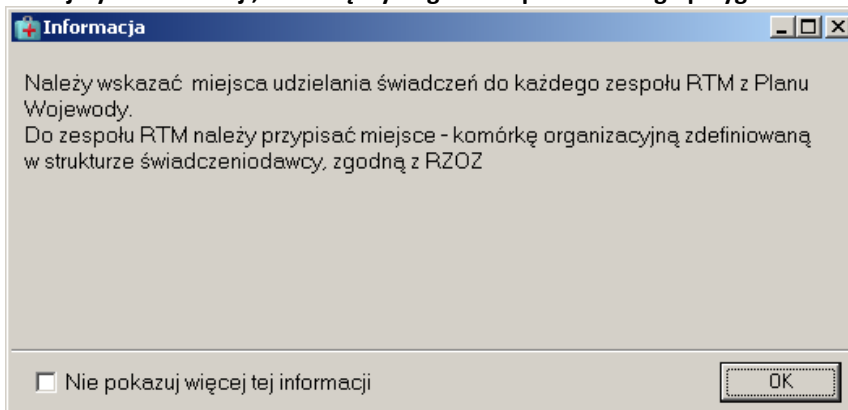 Informacja
Należy wskazać miejsca udzielania świadczeń do każdego zespołu RTM z Planu
Wojewody.
Do zespołu RTM należy przypisać miejsce - komórkę organizacyjną zdefiniowaną
w strukturze świadczeniodawcy, zgodną z RZOZ
Nie pokazuj więcej tej informacji
OK